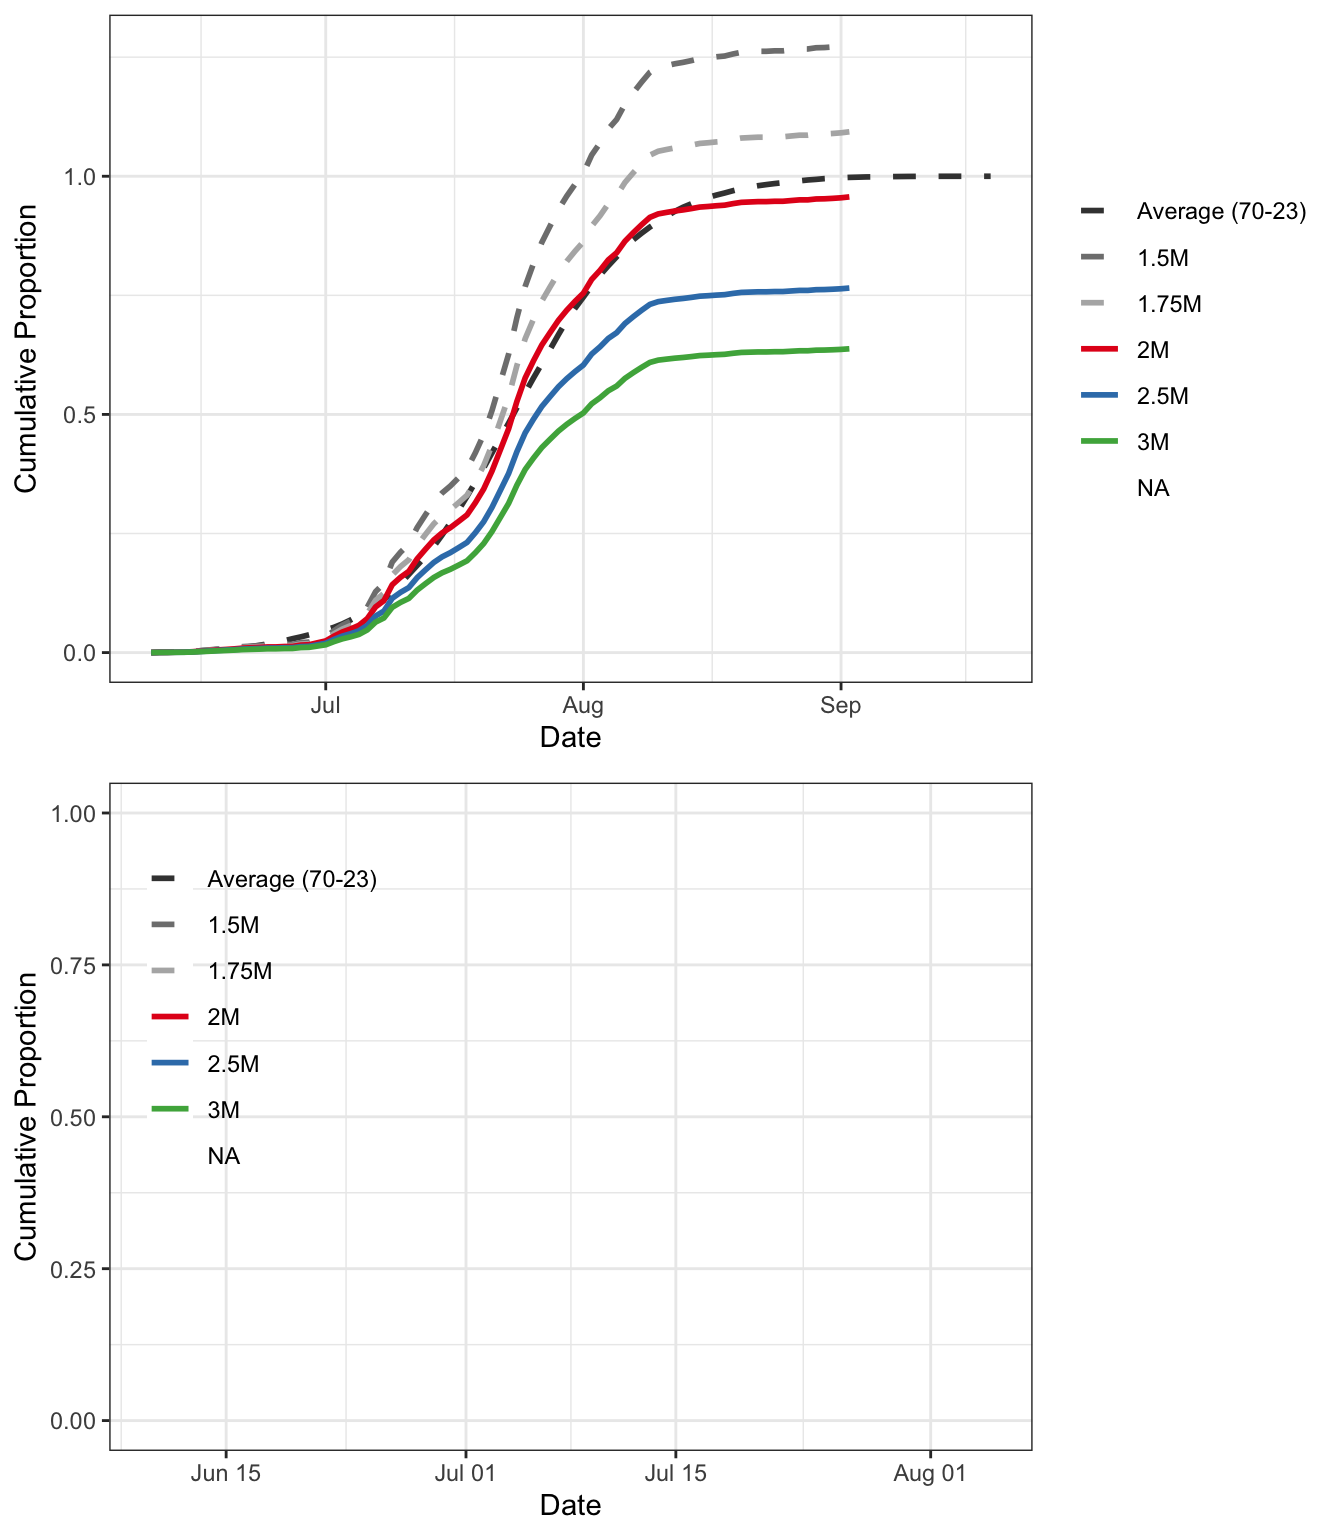 Cumulative Proportion
1.0
0.5
0.0
Jul
Aug
Sep
Date
Average (70-23)
1.5M
1.75M
2M
2.5M
3M
NA
Cumulative Proportion
1.00
0.75
0.50
0.25
0.00
Average (70-23)
1.5M
1.75M
2M
2.5M
3M
NA
Jun 15
Jul 01
Jul 15
Aug 01
Date